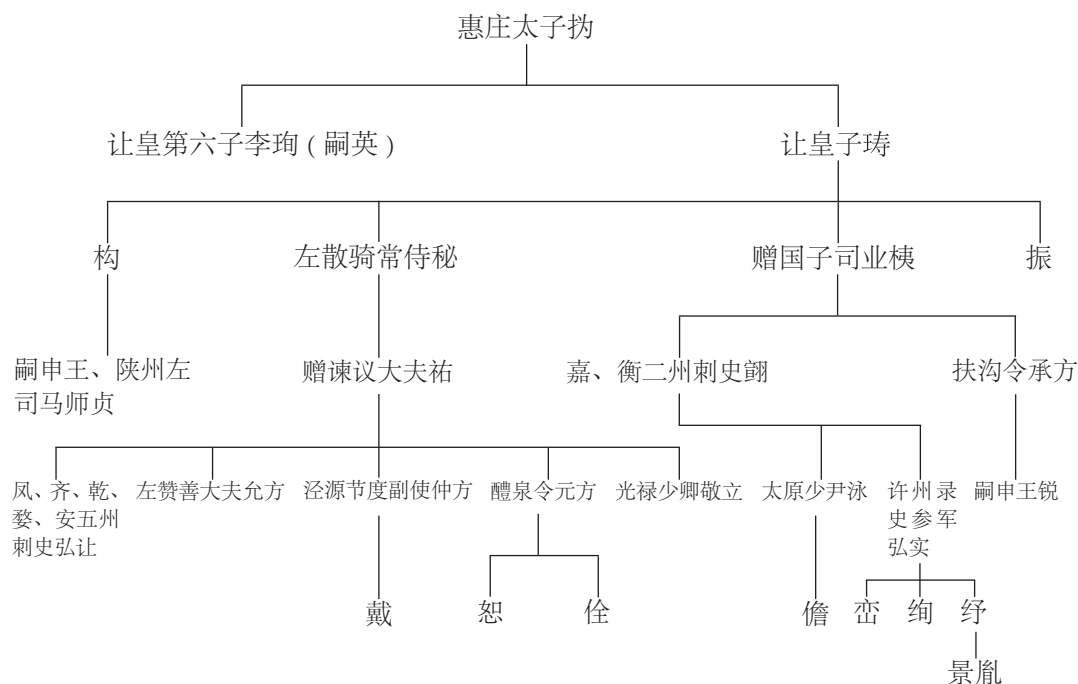 惠庄太子㧑
让皇第六子李珣（嗣英）
让皇子璹
构
左散骑常侍秘
赠国子司业㭨
振
嗣申王、陕州左
司马师贞
赠谏议大夫祐
嘉、衡二州刺史翽
扶沟令承方
凤、齐、乾、
婺、安五州
刺史弘让
左赞善大夫允方
泾源节度副使仲方
醴泉令元方
光禄少卿敬立
太原少尹泳
许州录
史参军
弘实
嗣申王锐
戴
恕
佺
儋
峦
绚
纾
景胤